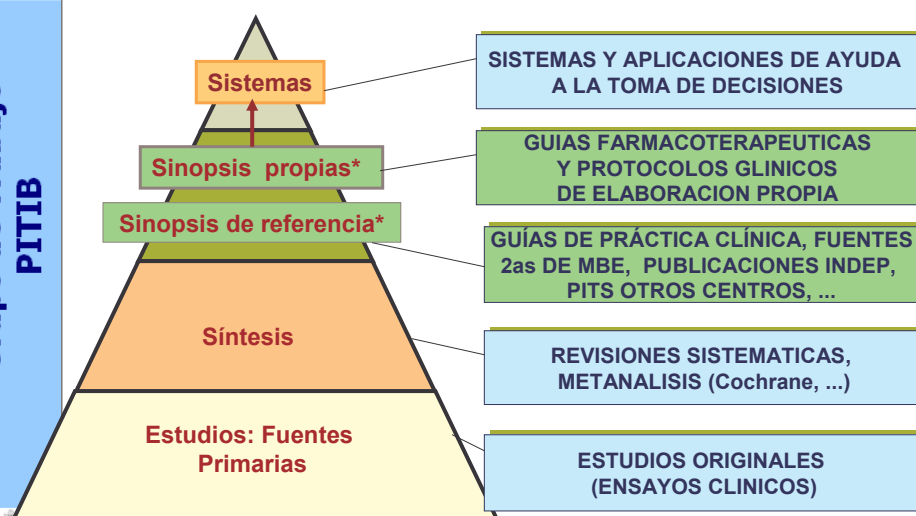 PITIB
Sistemas
SISTEMAS Y APLICACIONES DE AYUDA
A LA TOMA DE DECISIONES
Sinopsis propias*
GUIAS FARMACOTERAPEUTICAS
Y PROTOCOLOS GLINICOS
DE ELABORACION PROPIA
Sinopsis de referencia*
GUÍAS DE PRÁCTICA CLÍNICA, FUENTES
2as DE MBE, PUBLICACIONES INDEP,
PITS OTROS CENTROS, ...
Síntesis
REVISIONES SISTEMATICAS,
METANALISIS (Cochrane, ...)
Estudios: Fuentes
Primarias
ESTUDIOS ORIGINALES
(ENSAYOS CLINICOS)